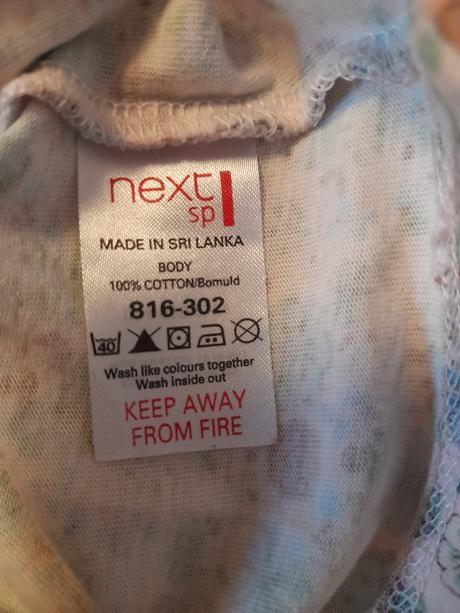 next
sp
MADE IN SRI LANKA
BODY
100% COTTON/Bomuld
816-302
40
Wash like colours together
Wash inside out
KEEP AWAY
FROM FIRE